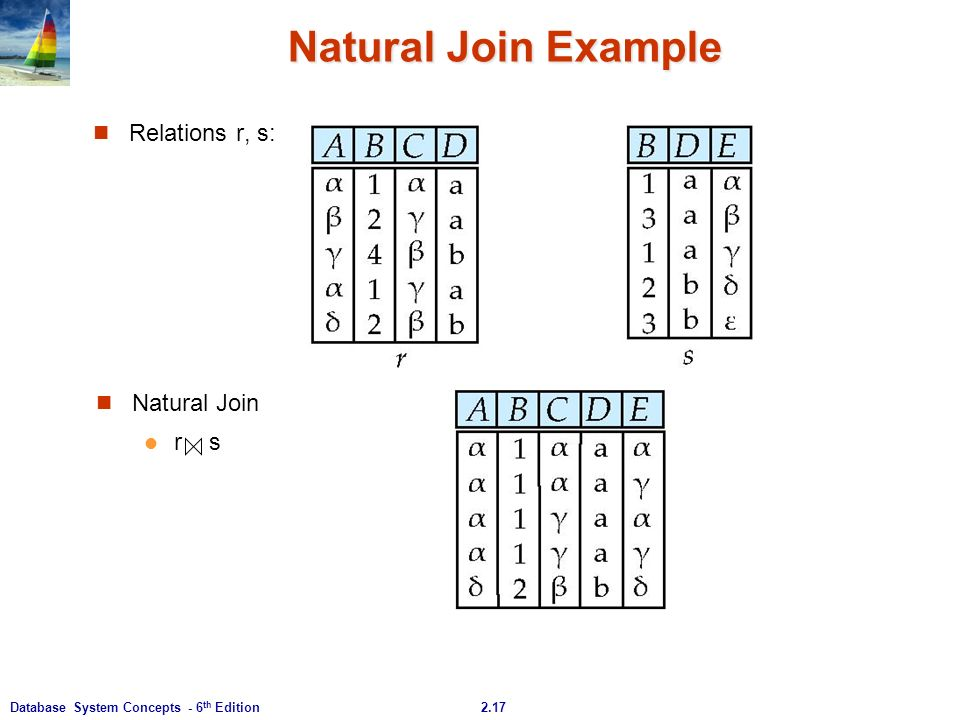 Natural Join Example
Relations r, s:
A B C D
α 1 α a
β 2 γ a
γ 4 β b
α 1 γ a
δ 2 β b
r
B D E
1 a α
3 a β
1 a γ
2 b δ
3 b ε
s
Natural Join
r ⋈ s
A B C D E
α 1 α a α
α 1 α a γ
α 1 γ a α
α 1 γ a γ
δ 2 β b δ
Database System Concepts - 6th Edition 2.17